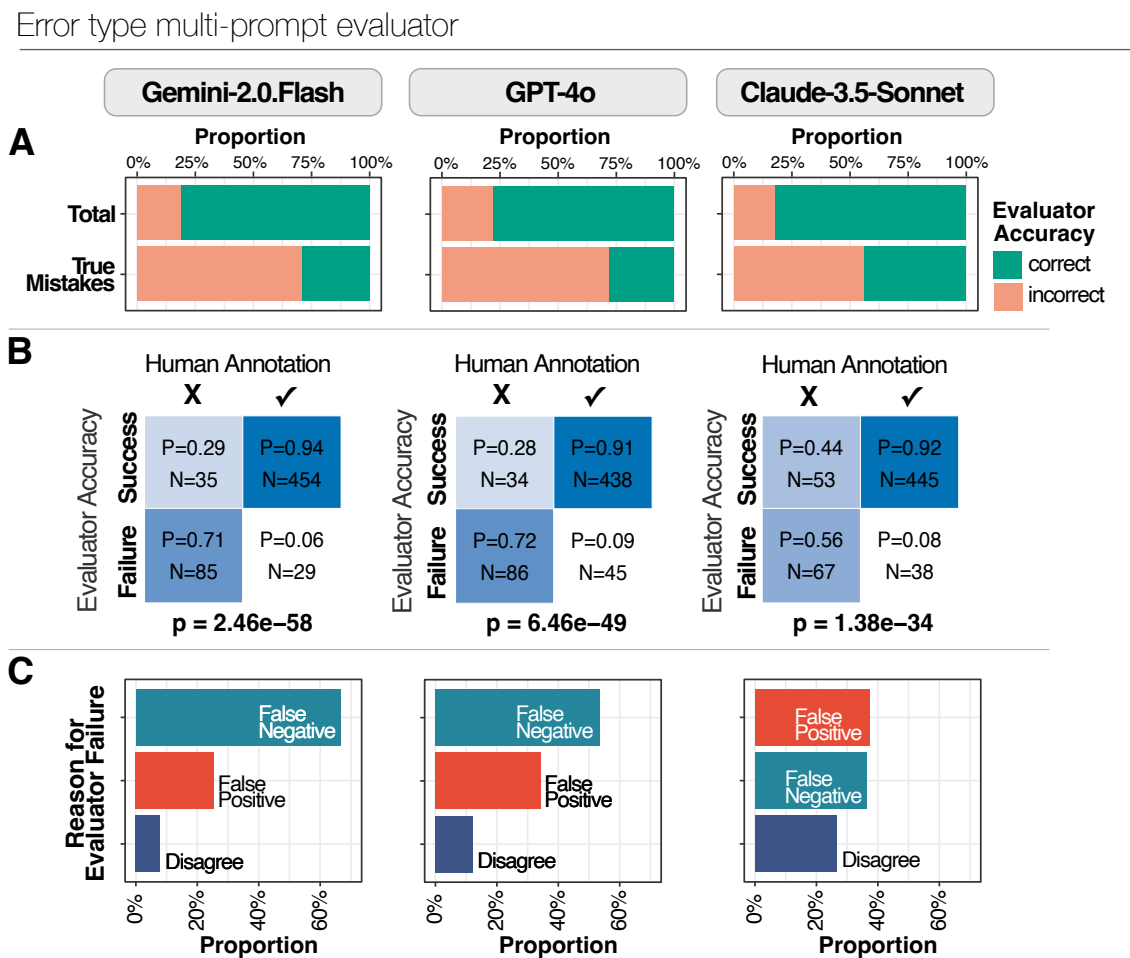 Error type multi-prompt evaluator
Gemini-2.0.Flash
GPT-4o
Claude-3.5-Sonnet
A
Proportion
Proportion
Proportion
0% 25% 50% 75% 100%
0% 25% 50% 75% 100%
0% 25% 50% 75% 100%
Total
True
Mistakes
Evaluator
Accuracy
correct
incorrect
B
Human Annotation
X ✓
Evaluator Accuracy
Success
Failure
P=0.29
N=35
P=0.94
N=454
P=0.71
N=85
P=0.06
N=29
p = 2.46e−58
Human Annotation
X ✓
Evaluator Accuracy
Success
Failure
P=0.28
N=34
P=0.91
N=438
P=0.72
N=86
P=0.09
N=45
p = 6.46e−49
Human Annotation
X ✓
Evaluator Accuracy
Success
Failure
P=0.44
N=53
P=0.92
N=445
P=0.56
N=67
P=0.08
N=38
p = 1.38e−34
C
Reason for
Evaluator Failure
False
Negative
False
Positive
Disagree
0% 20% 40% 60%
Proportion
False
Negative
False
Positive
Disagree
0% 20% 40% 60%
Proportion
False
Positive
False
Negative
Disagree
0% 20% 40% 60%
Proportion